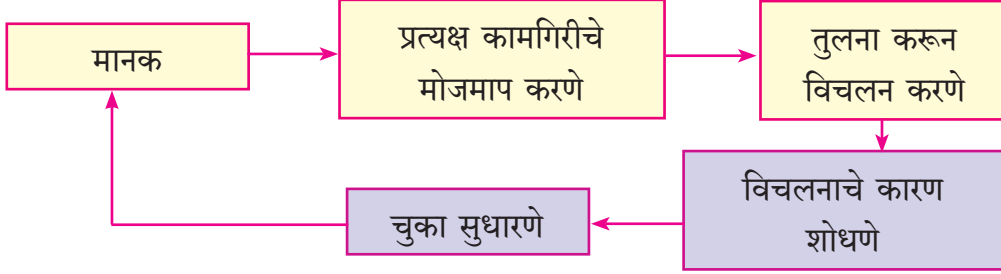 मानक
प्रत्यक्ष कामगिरीचे
मोजमाप करणे
तुलना करून
विचलन करणे
विचलनाचे कारण
शोधणे
चुका सुधारणे